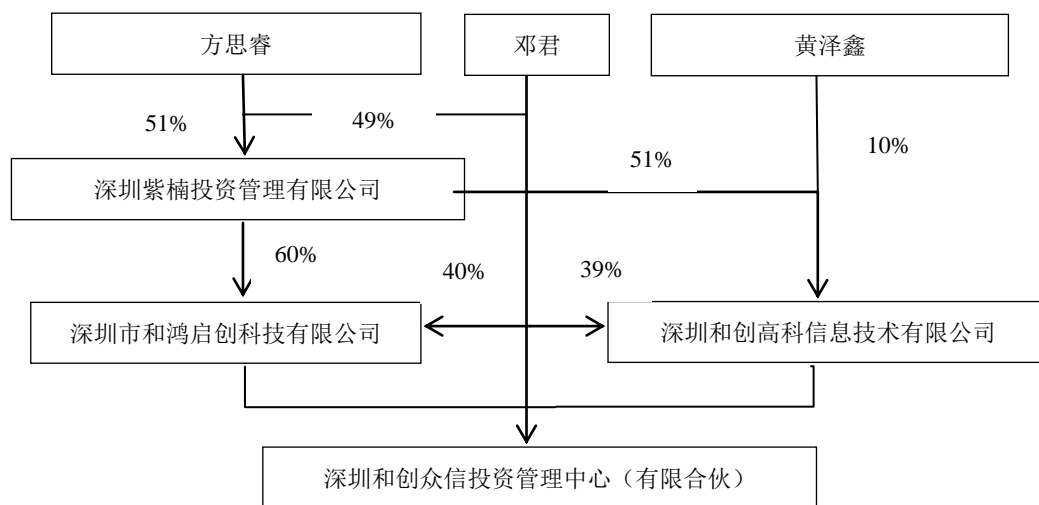 方思睿
邓君
黄泽鑫
51%
49%
51%
10%
深圳紫楠投资管理有限公司
60%
40%
39%
深圳市和鸿启创科技有限公司
深圳和创高科信息技术有限公司
深圳和创众信投资管理中心（有限合伙）